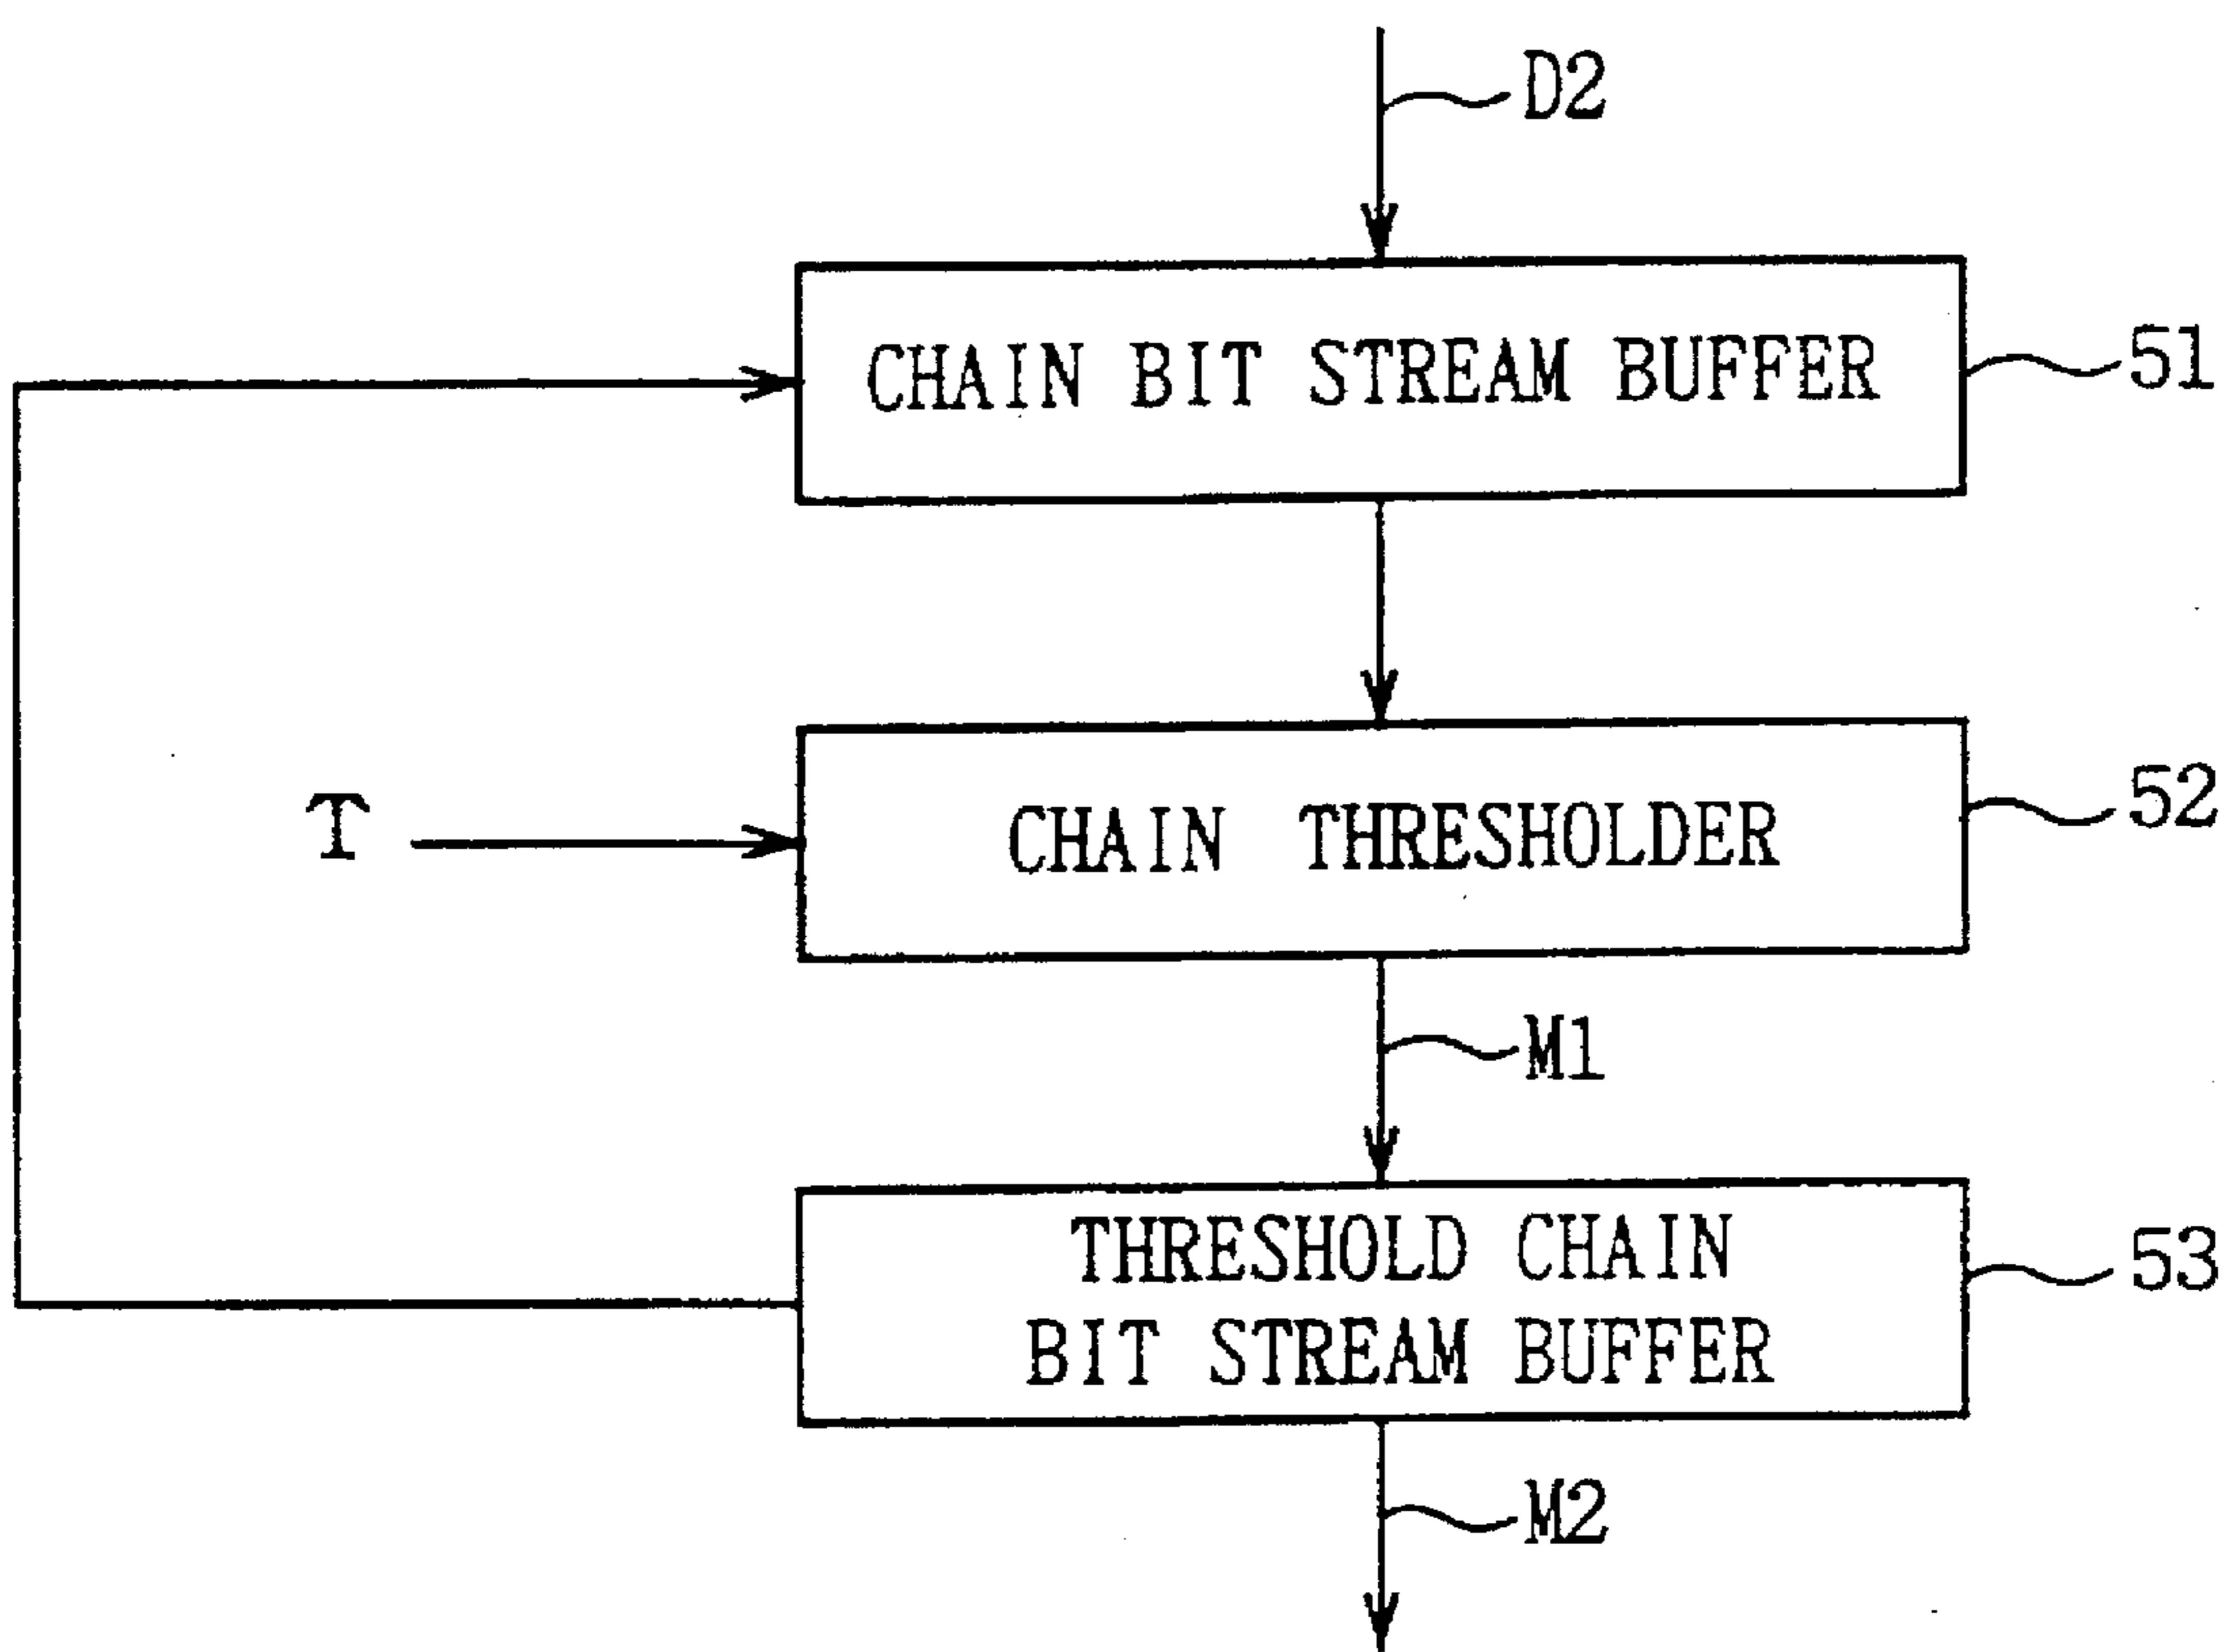 D2
CHAIN BIT STREAM BUFFER
51
T
CHAIN THRESHOLDER
52
M1
THRESHOLD CHAIN
BIT STREAM BUFFER
53
M2